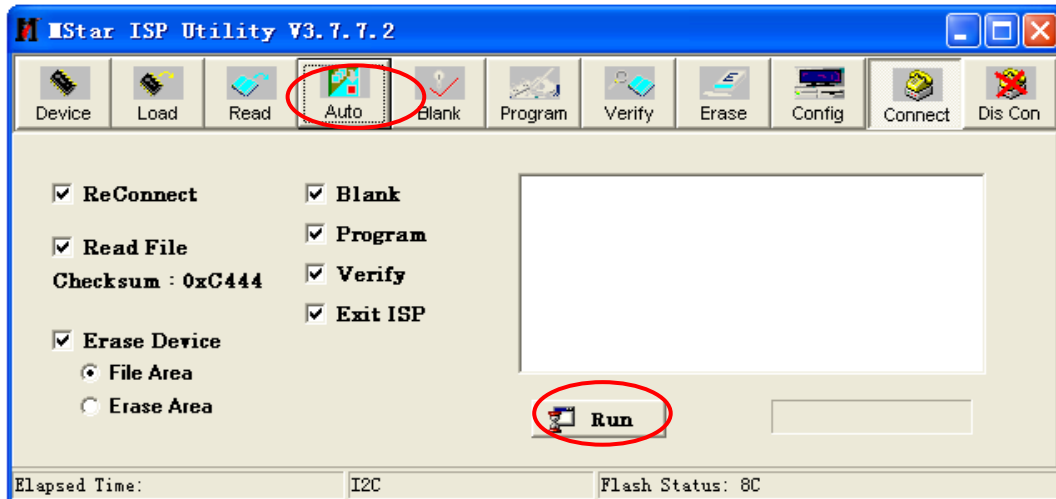 MStar ISP Utility V3.7.7.2
Device Load Read Auto Blank Program Verify Erase Config Connect Dis Con
ReConnect
Read File
Checksum : 0xC444
Erase Device
File Area
Erase Area
Blank
Program
Verify
Exit ISP
Run
Elapsed Time: I2C Flash Status: 8C